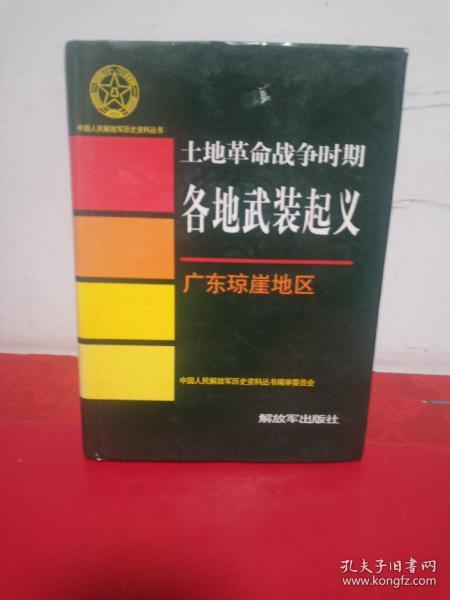 中国人民解放军历史资料丛书
土地革命战争时期
各地武装起义
广东琼崖地区
中国人民解放军历史资料丛书编审委员会
解放军出版社
孔夫子旧书网
www.kongfz.com